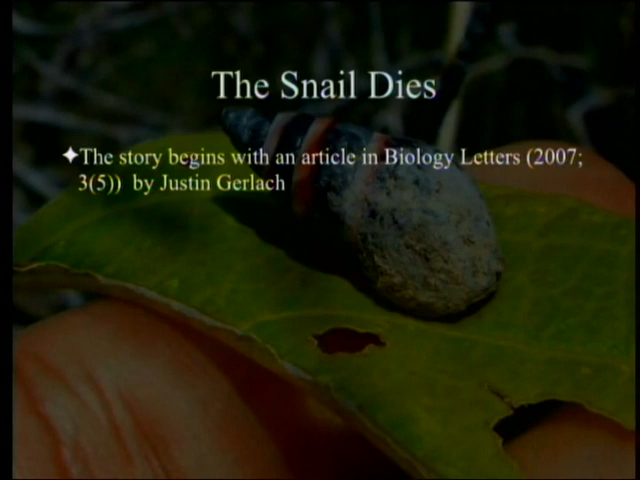 The Snail Dies
✦The story begins with an article in Biology Letters (2007;
3(5)) by Justin Gerlach